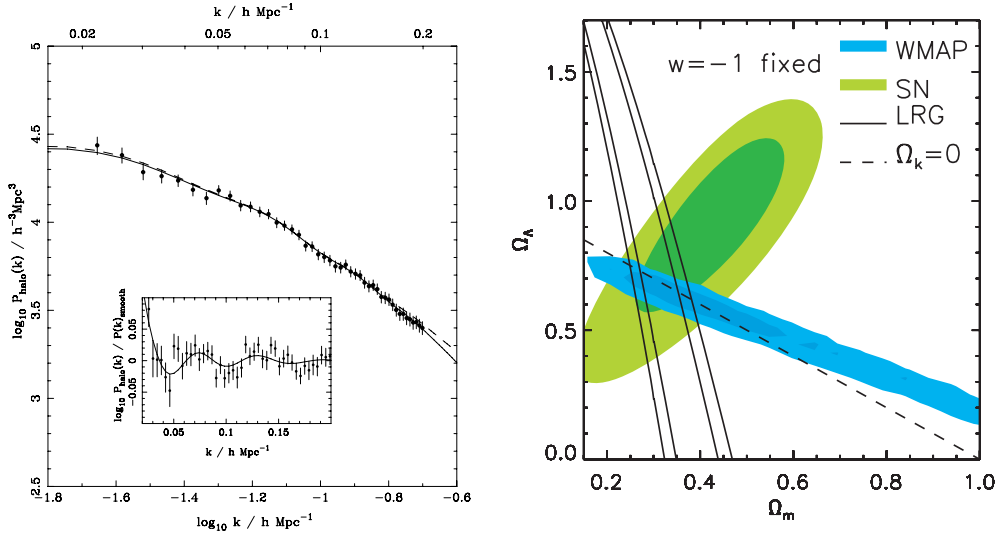 k / h Mpc⁻¹
0.02 0.05 0.1 0.2
5
4.5
4
3.5
3
2.5
log₁₀ P_halo(k) / h⁻³Mpc³
−1.8 −1.6 −1.4 −1.2 −1 −0.8 −0.6
log₁₀ k / h Mpc⁻¹
log₁₀ P_halo(k) / P(k)_smooth
0.05
0
−0.05
0.05 0.1 0.15
k / h Mpc⁻¹
w=−1 fixed
WMAP
SN
LRG
Ω_k=0
1.5
1.0
0.5
0.0
Ω_Λ
0.2 0.4 0.6 0.8 1.0
Ω_m